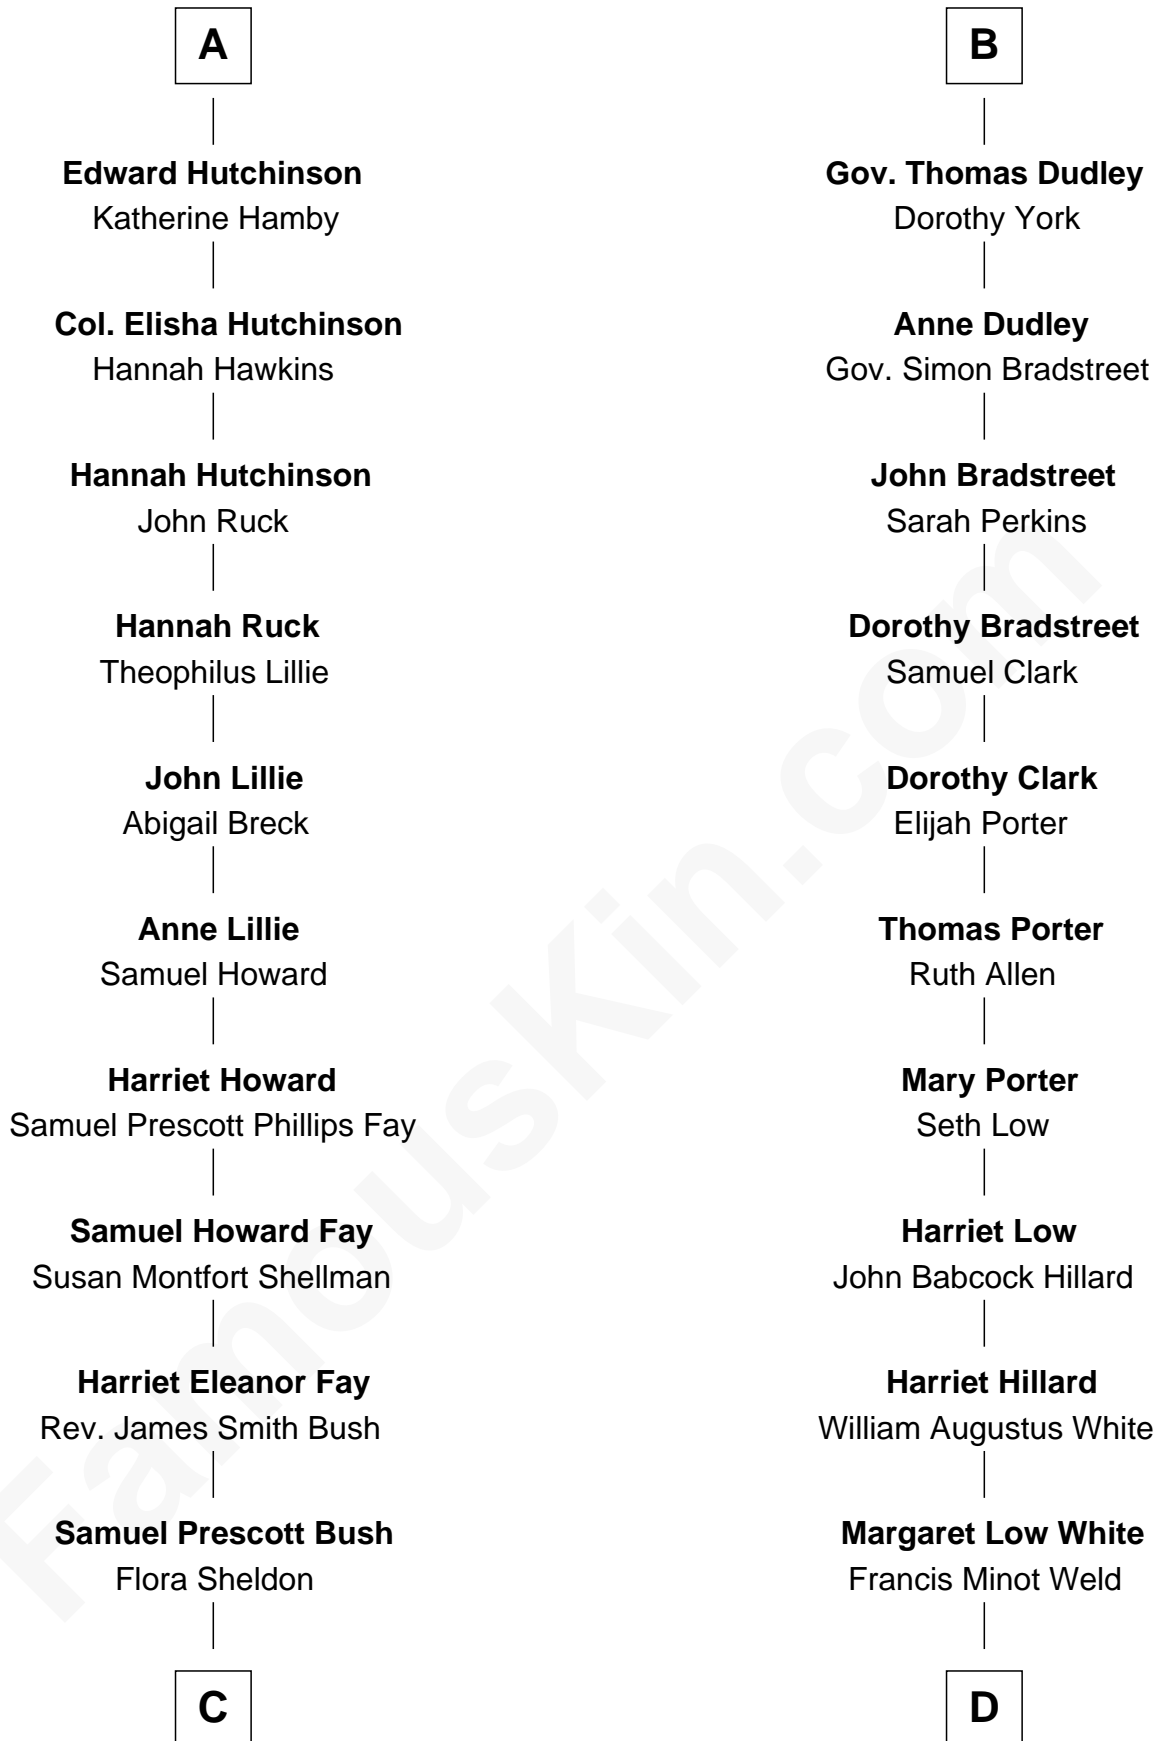 A
Edward Hutchinson
Katherine Hamby
Col. Elisha Hutchinson
Hannah Hawkins
Hannah Hutchinson
John Ruck
Hannah Ruck
Theophilus Lillie
John Lillie
Abigail Breck
Anne Lillie
Samuel Howard
Harriet Howard
Samuel Prescott Phillips Fay
Samuel Howard Fay
Susan Montfort Shellman
Harriet Eleanor Fay
Rev. James Smith Bush
Samuel Prescott Bush
Flora Sheldon
C
B
Gov. Thomas Dudley
Dorothy York
Anne Dudley
Gov. Simon Bradstreet
John Bradstreet
Sarah Perkins
Dorothy Bradstreet
Samuel Clark
Dorothy Clark
Elijah Porter
Thomas Porter
Ruth Allen
Mary Porter
Seth Low
Harriet Low
John Babcock Hillard
Harriet Hillard
William Augustus White
Margaret Low White
Francis Minot Weld
D
FamousKin.com